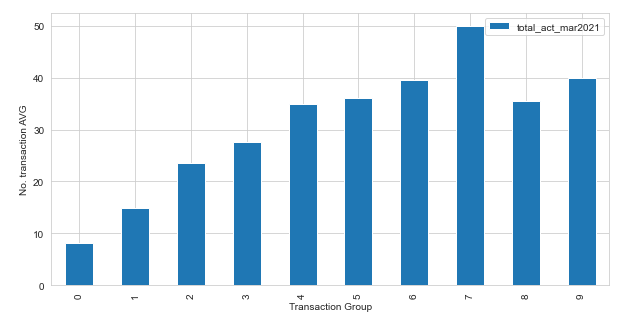 50
40
30
20
10
0
No. transaction AVG
total_act_mar2021
0 1 2 3 4 5 6 7 8 9
Transaction Group